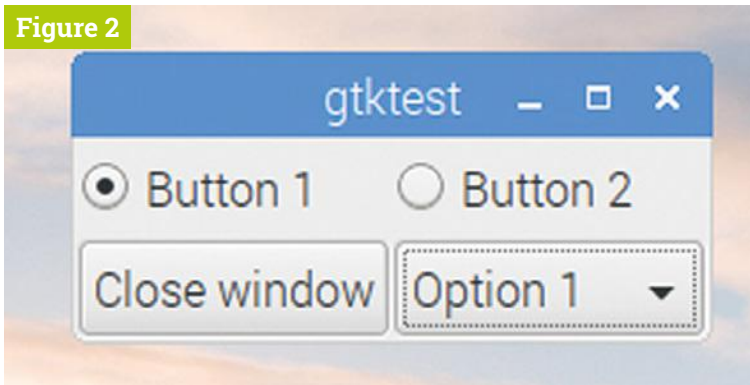 Figure 2
gtktest
Button 1 Button 2
Close window Option 1